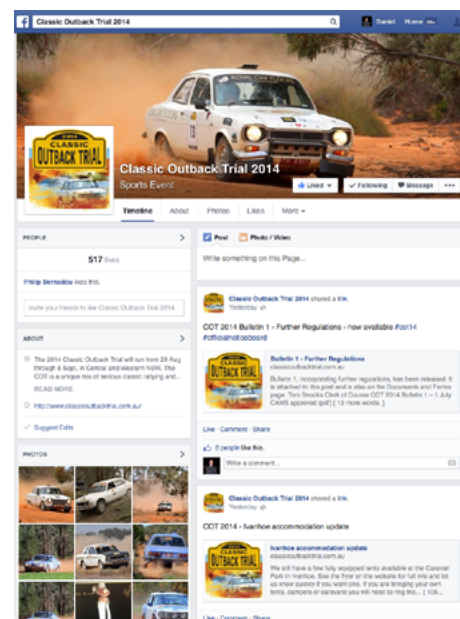 Classic Outback Trial 2014
Daniel
Home
ROYAL OAK
2014
CLASSIC
OUTBACK TRIAL
Classic Outback Trial 2014
Sports Event
Liked
Following
Message
Timeline
About
Photos
Likes
More
PEOPLE
517 likes
Philip Bernadou likes this.
Invite your friends to like Classic Outback Trial 2014
ABOUT
The 2014 Classic Outback Trial will run from 29 Aug
through 6 Sept, in Central and Western NSW. The
COT is a unique mix of serious classic rallying and...
READ MORE
http://www.classicoutbacktrial.com.au/
Suggest Edits
PHOTOS
Post
Photo / Video
Write something on this Page...
Classic Outback Trial 2014 shared a link.
Yesterday
COT 2014 Bulletin 1 - Further Regulations - now available #cot14
#officialnoticeboard
CLASSIC
OUTBACK TRIAL
Bulletin 1 - Further Regulations
classicoutbacktrial.com.au
Bulletin 1, incorporating further regulations, has been released. It
is attached to this post and is also on the Documents and Forms
page. Tom Snooks Clerk of Course COT 2014 Bulletin 1 – 1 July
CAMS approved (pdf) [ 12 more words. ]
Like · Comment · Share
8 people like this.
Write a comment...
Classic Outback Trial 2014 shared a link.
Yesterday
COT 2014 - Ivanhoe accommodation update
CLASSIC
OUTBACK TRIAL
Ivanhoe accommodation update
classicoutbacktrial.com.au
We still have a few fully equipped tents available at the Caravan
Park in Ivanhoe. See the flyer on the website for full info and let
us know quickly if you want one. If you are bringing your own
tents, campers or caravans you will need to ring the... [ 106...
Like · Comment · Share